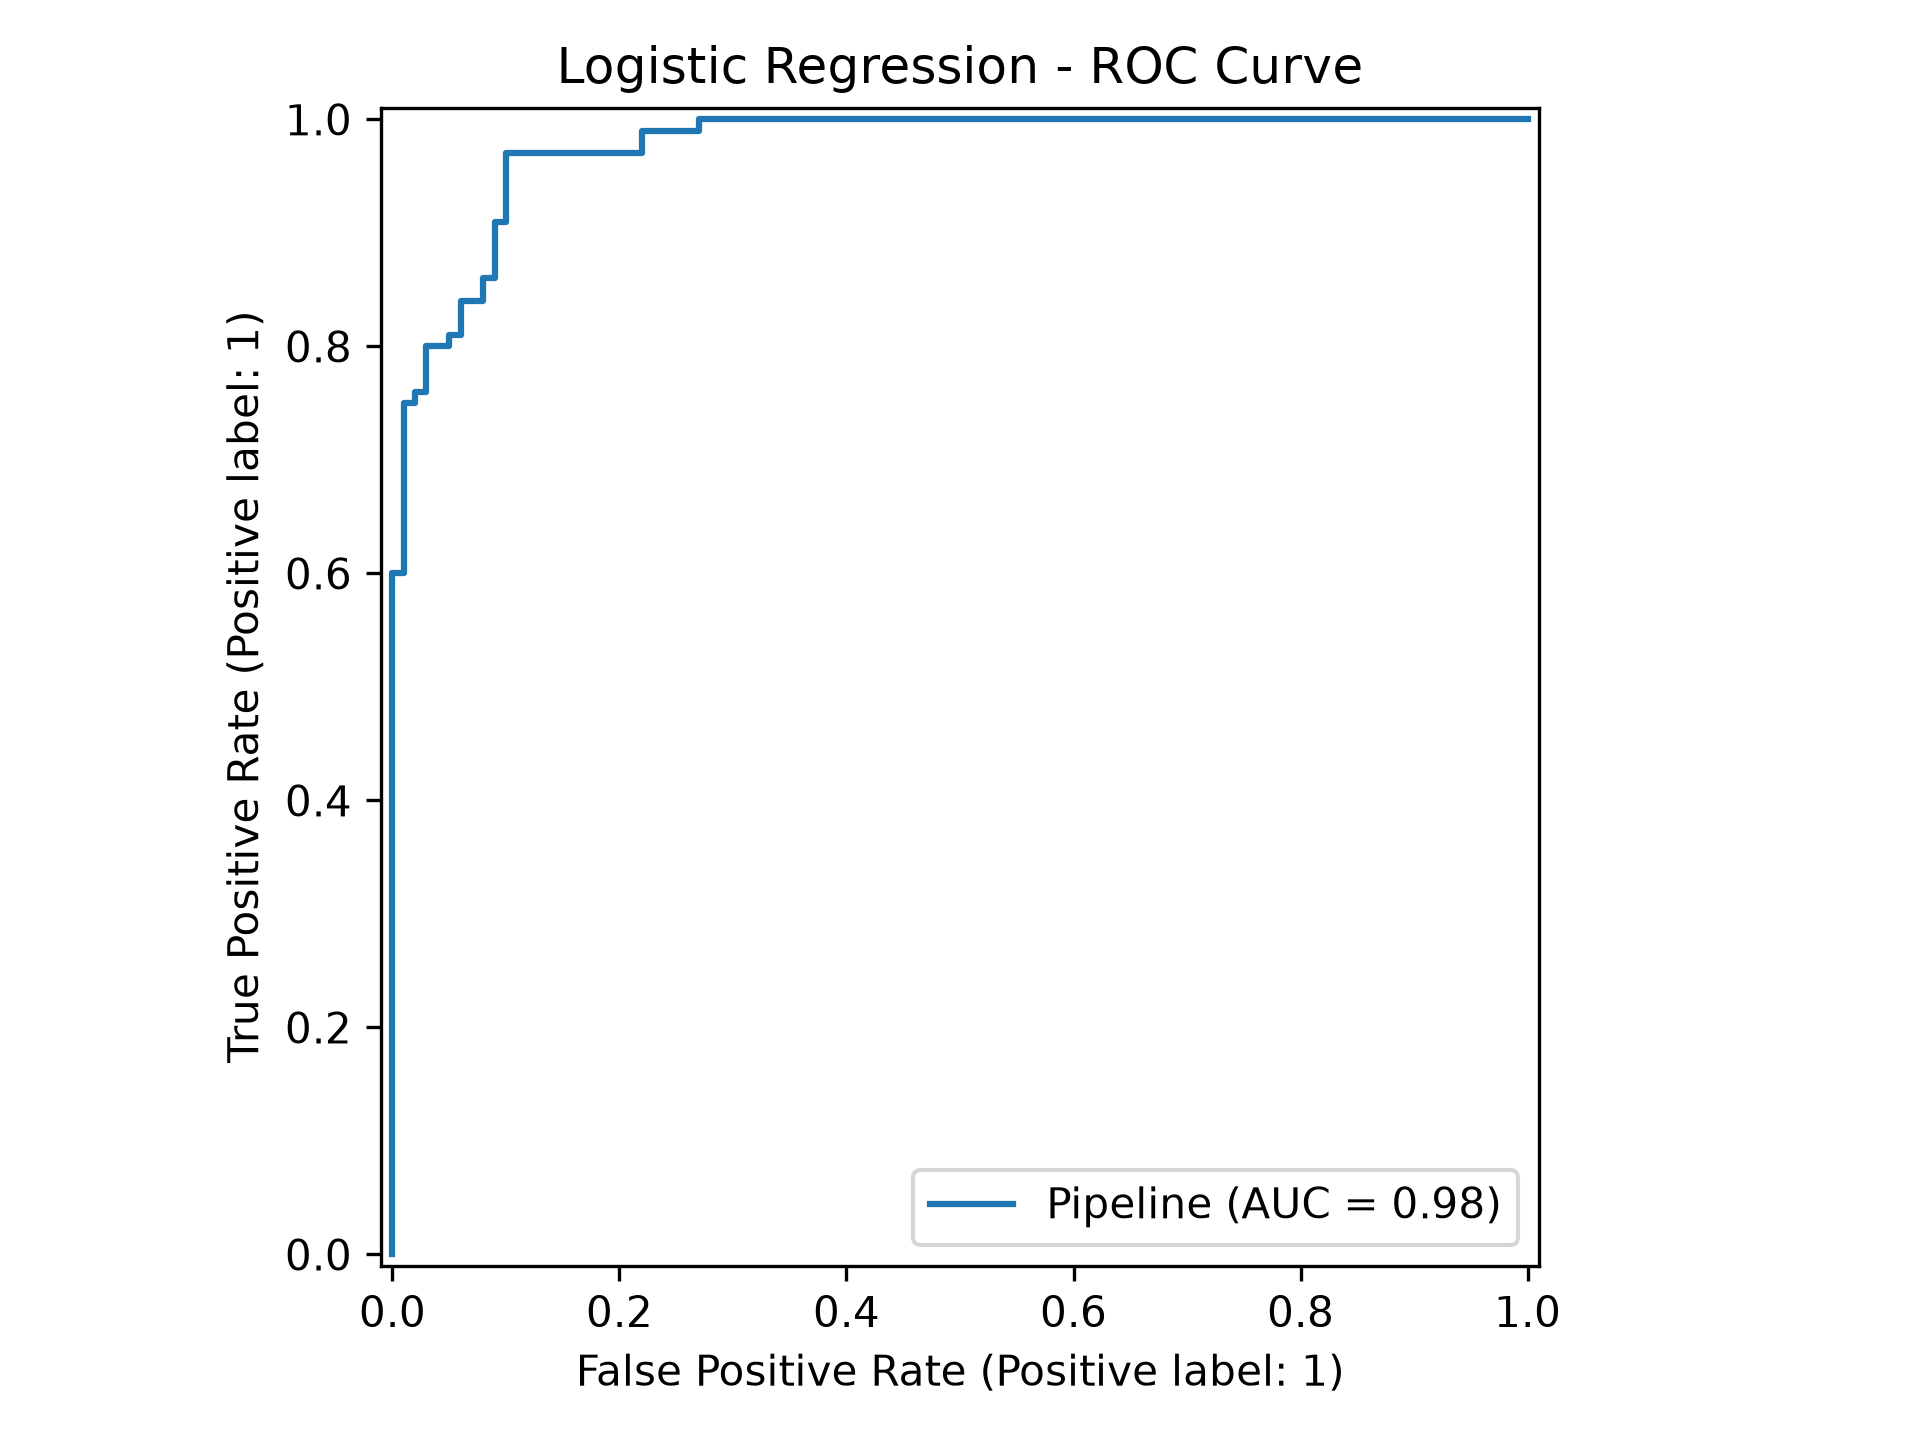 Logistic Regression - ROC Curve
True Positive Rate (Positive label: 1)
1.0
0.8
0.6
0.4
0.2
0.0
Pipeline (AUC = 0.98)
0.0 0.2 0.4 0.6 0.8 1.0
False Positive Rate (Positive label: 1)